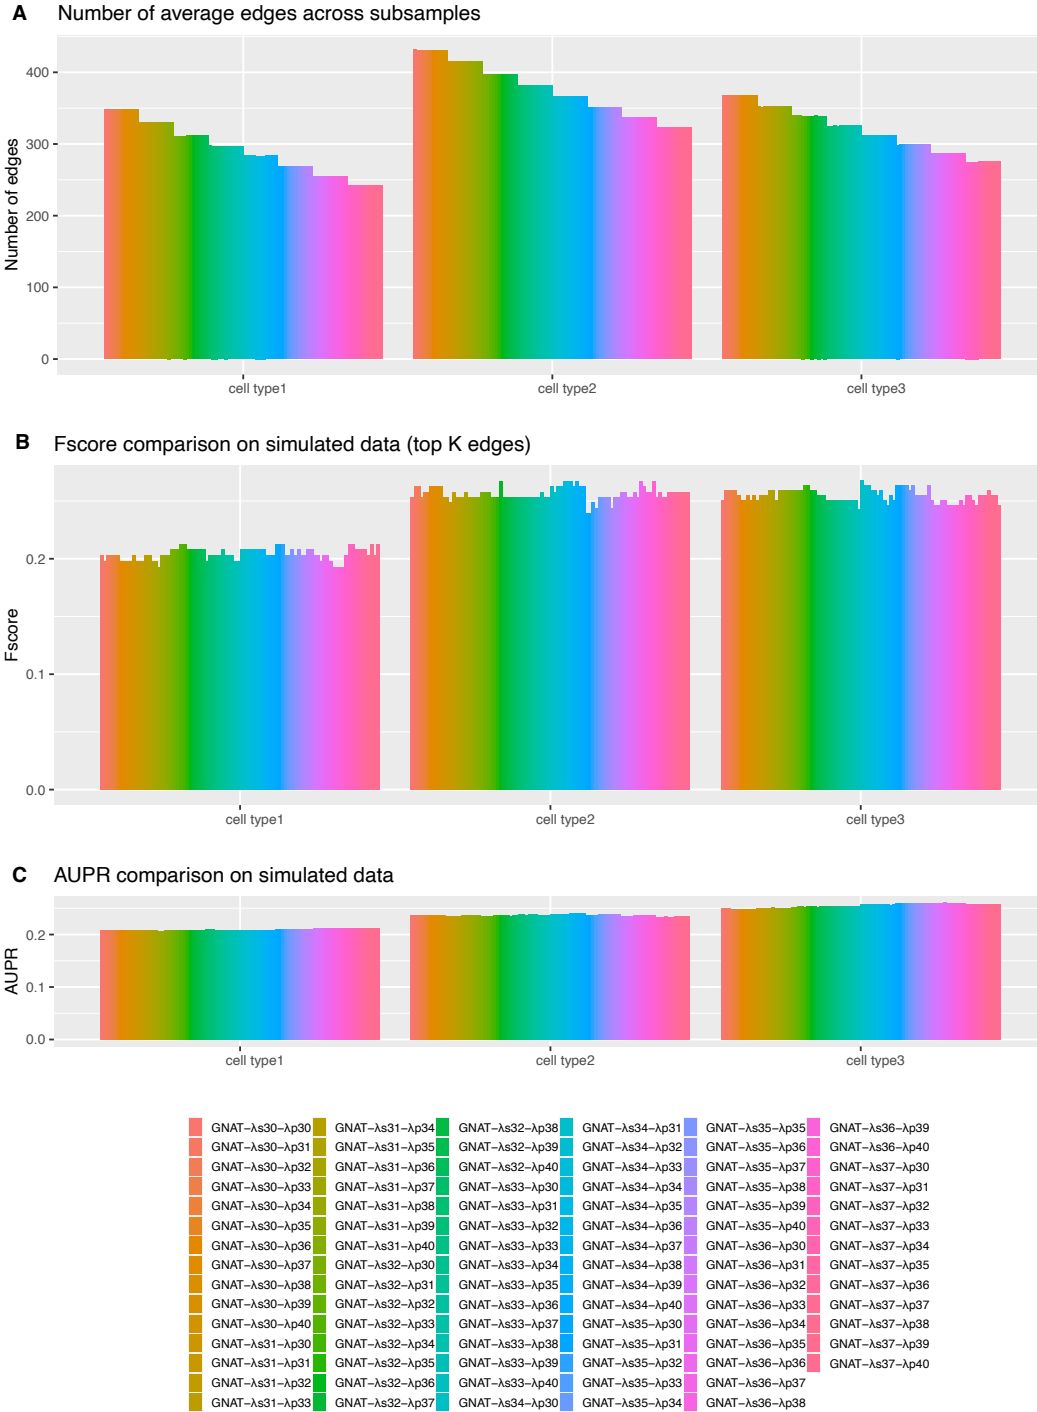 A Number of average edges across subsamples
400
300
200
100
0
Number of edges
cell type1 cell type2 cell type3
B Fscore comparison on simulated data (top K edges)
0.2
0.1
0.0
Fscore
cell type1 cell type2 cell type3
C AUPR comparison on simulated data
0.2
0.1
0.0
AUPR
cell type1 cell type2 cell type3
GNAT−λs30−λp30 GNAT−λs31−λp34 GNAT−λs32−λp38 GNAT−λs34−λp31 GNAT−λs35−λp35 GNAT−λs36−λp39
GNAT−λs30−λp31 GNAT−λs31−λp35 GNAT−λs32−λp39 GNAT−λs34−λp32 GNAT−λs35−λp36 GNAT−λs36−λp40
GNAT−λs30−λp32 GNAT−λs31−λp36 GNAT−λs32−λp40 GNAT−λs34−λp33 GNAT−λs35−λp37 GNAT−λs37−λp30
GNAT−λs30−λp33 GNAT−λs31−λp37 GNAT−λs33−λp30 GNAT−λs34−λp34 GNAT−λs35−λp38 GNAT−λs37−λp31
GNAT−λs30−λp34 GNAT−λs31−λp38 GNAT−λs33−λp31 GNAT−λs34−λp35 GNAT−λs35−λp39 GNAT−λs37−λp32
GNAT−λs30−λp35 GNAT−λs31−λp39 GNAT−λs33−λp32 GNAT−λs34−λp36 GNAT−λs35−λp40 GNAT−λs37−λp33
GNAT−λs30−λp36 GNAT−λs31−λp40 GNAT−λs33−λp33 GNAT−λs34−λp37 GNAT−λs36−λp30 GNAT−λs37−λp34
GNAT−λs30−λp37 GNAT−λs32−λp30 GNAT−λs33−λp34 GNAT−λs34−λp38 GNAT−λs36−λp31 GNAT−λs37−λp35
GNAT−λs30−λp38 GNAT−λs32−λp31 GNAT−λs33−λp35 GNAT−λs34−λp39 GNAT−λs36−λp32 GNAT−λs37−λp36
GNAT−λs30−λp39 GNAT−λs32−λp32 GNAT−λs33−λp36 GNAT−λs34−λp40 GNAT−λs36−λp33 GNAT−λs37−λp37
GNAT−λs30−λp40 GNAT−λs32−λp33 GNAT−λs33−λp37 GNAT−λs35−λp30 GNAT−λs36−λp34 GNAT−λs37−λp38
GNAT−λs31−λp30 GNAT−λs32−λp34 GNAT−λs33−λp38 GNAT−λs35−λp31 GNAT−λs36−λp35 GNAT−λs37−λp39
GNAT−λs31−λp31 GNAT−λs32−λp35 GNAT−λs33−λp39 GNAT−λs35−λp32 GNAT−λs36−λp36 GNAT−λs37−λp40
GNAT−λs31−λp32 GNAT−λs32−λp36 GNAT−λs33−λp40 GNAT−λs35−λp33 GNAT−λs36−λp37
GNAT−λs31−λp33 GNAT−λs32−λp37 GNAT−λs34−λp30 GNAT−λs35−λp34 GNAT−λs36−λp38